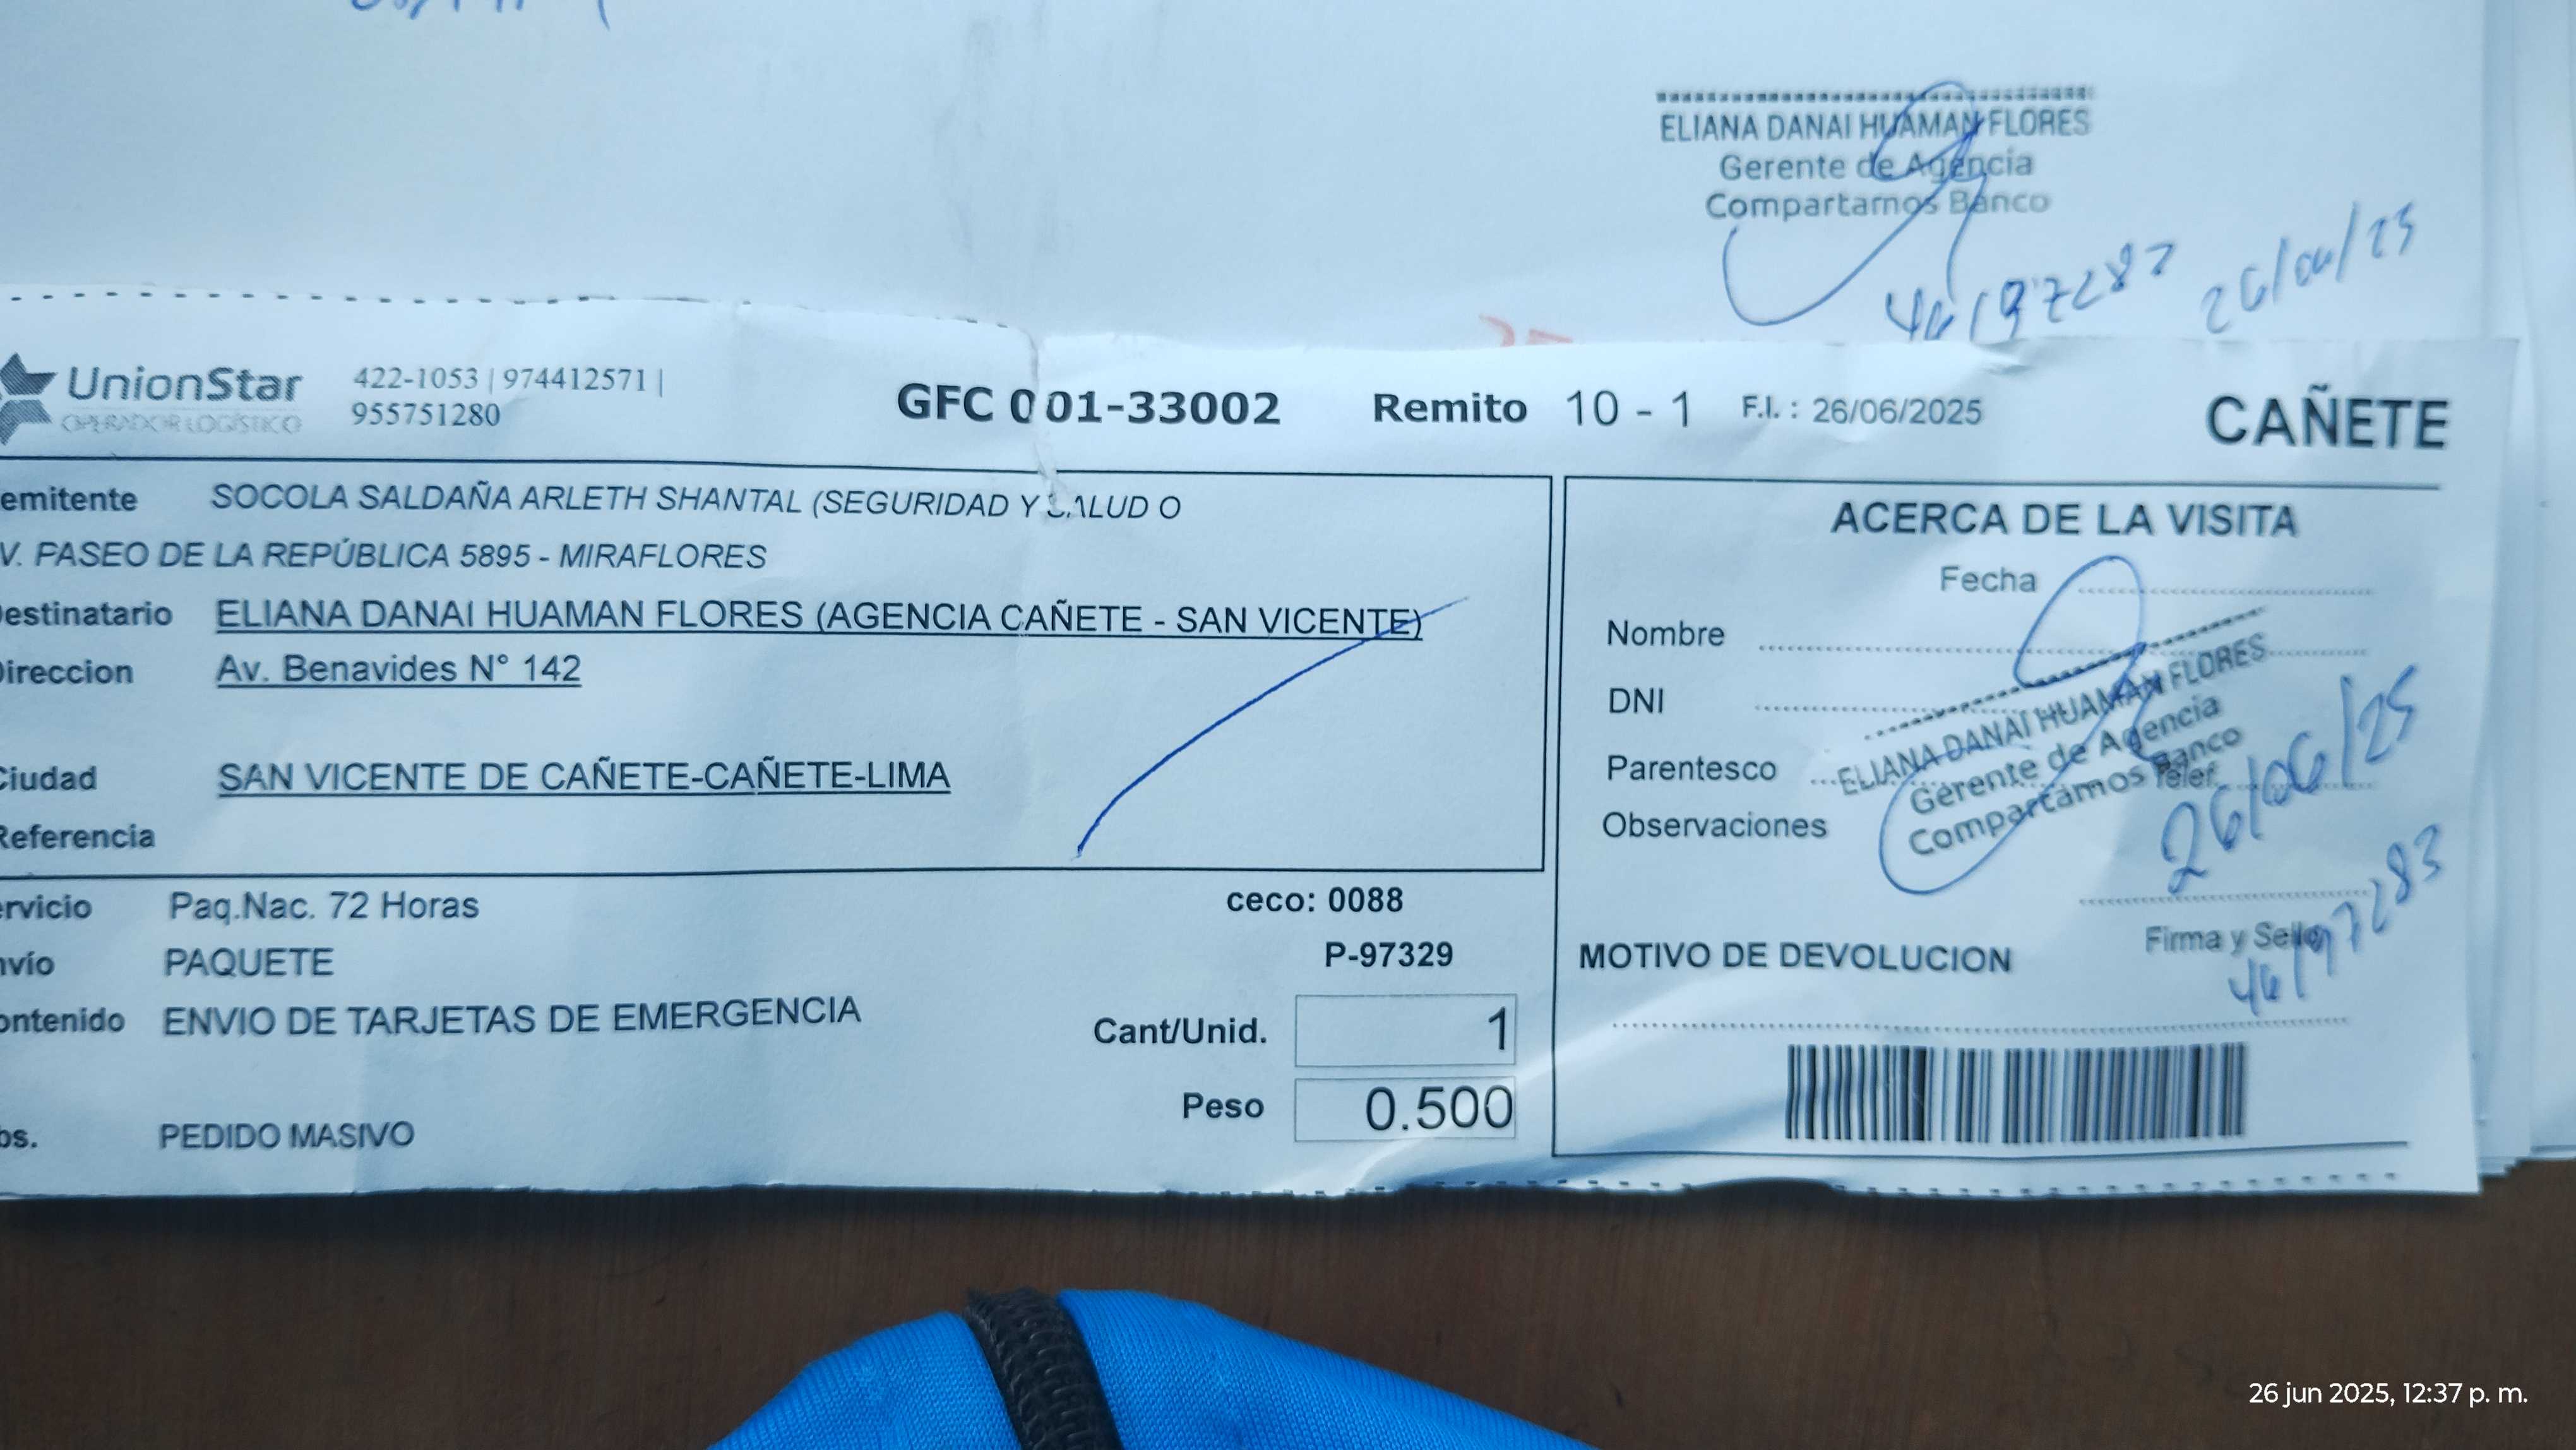 ELIANA DANAI HUAMAN FLORES
Gerente de Agencia
Compartamos Banco
26/06/25
UnionStar
OPERADOR LOGÍSTICO
422-1053 | 974412571 |
955751280
GFC 001-33002 Remito 10 - 1 F.I. : 26/06/2025 CAÑETE
emitente SOCOLA SALDAÑA ARLETH SHANTAL (SEGURIDAD Y SALUD O
V. PASEO DE LA REPÚBLICA 5895 - MIRAFLORES
estinatario ELIANA DANAI HUAMAN FLORES (AGENCIA CAÑETE - SAN VICENTE)
ireccion Av. Benavides N° 142
Ciudad SAN VICENTE DE CAÑETE-CAÑETE-LIMA
Referencia
ervicio Paq.Nac. 72 Horas
nvío PAQUETE
ontenido ENVIO DE TARJETAS DE EMERGENCIA
bs. PEDIDO MASIVO
ceco: 0088
P-97329
Cant/Unid. 1
Peso 0.500
ACERCA DE LA VISITA
Fecha
Nombre
DNI
Parentesco
Telef.
Observaciones
ELIANA DANAI HUAMAN FLORES
Gerente de Agencia
Compartamos Banco
26/06/25
46197283
Firma y Sello
MOTIVO DE DEVOLUCION
26 jun 2025, 12:37 p. m.